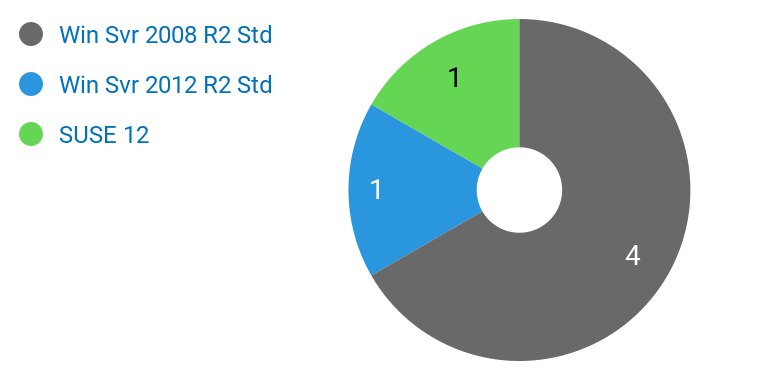 Win Svr 2008 R2 Std
Win Svr 2012 R2 Std
SUSE 12
1
1
4